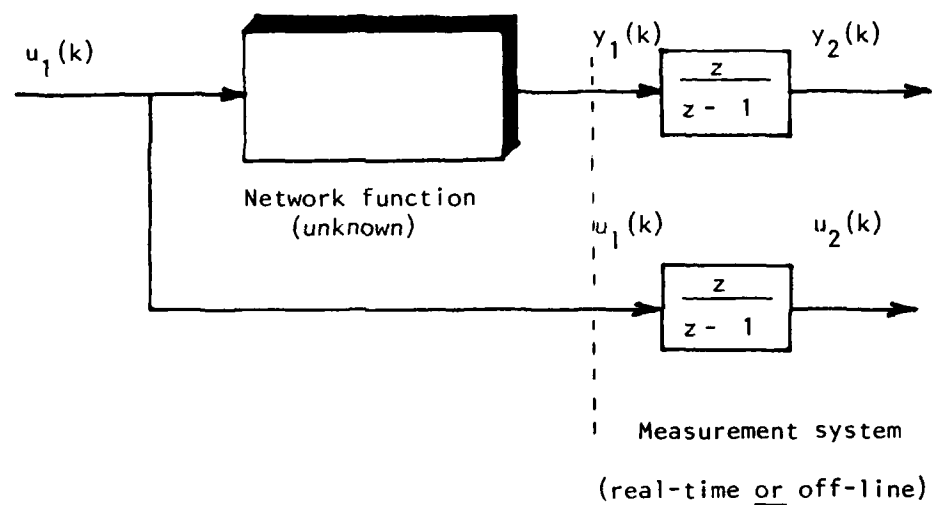 u1(k)
y1(k)
y2(k)
z
z - 1
Network function
(unknown)
u1(k)
u2(k)
z
z - 1
Measurement system
(real-time or off-line)